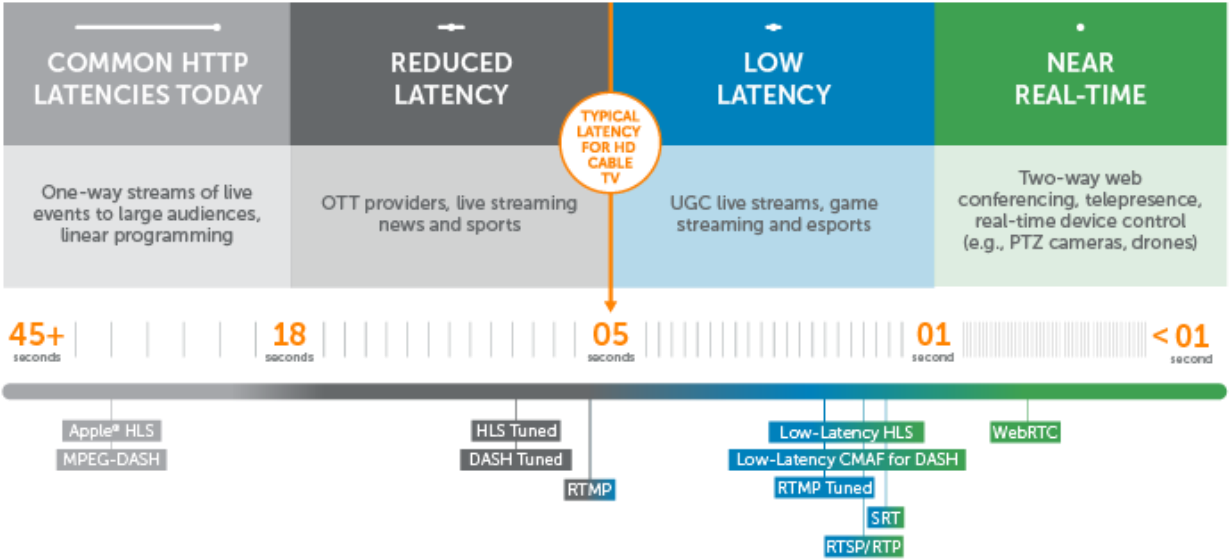 COMMON HTTP
LATENCIES TODAY
REDUCED
LATENCY
LOW
LATENCY
NEAR
REAL-TIME
TYPICAL
LATENCY
FOR HD
CABLE
TV
One-way streams of live
events to large audiences,
linear programming
OTT providers, live streaming
news and sports
UGC live streams, game
streaming and esports
Two-way web
conferencing, telepresence,
real-time device control
(e.g., PTZ cameras, drones)
45+
seconds
18
seconds
05
seconds
01
second
< 01
second
Apple® HLS
MPEG-DASH
HLS Tuned
DASH Tuned
RTMP
Low-Latency HLS
Low-Latency CMAF for DASH
RTMP Tuned
SRT
RTSP/RTP
WebRTC